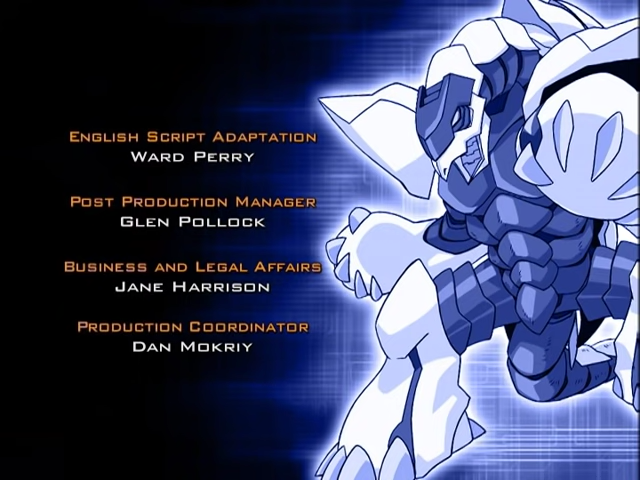 English Script Adaptation
Ward Perry
Post Production Manager
Glen Pollock
Business and Legal Affairs
Jane Harrison
Production Coordinator
Dan Mokriy